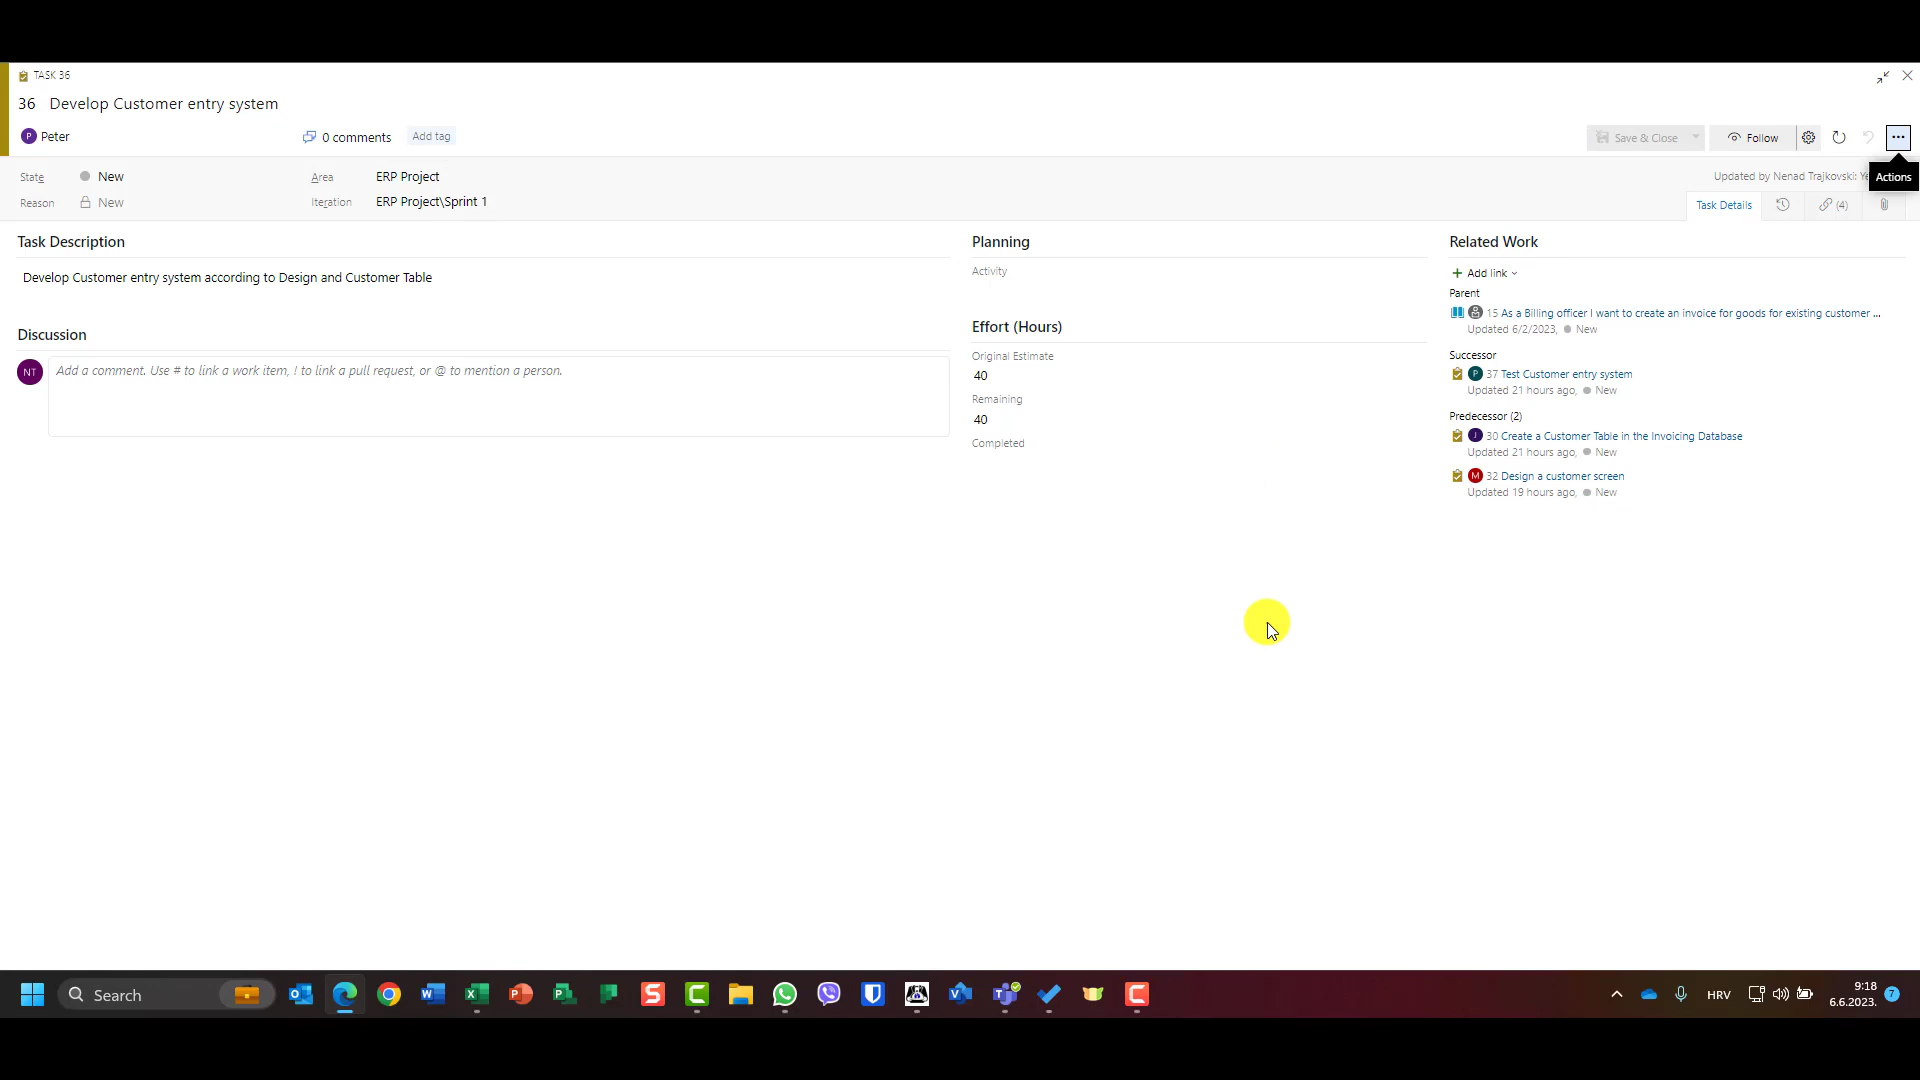 TASK 36
36 Develop Customer entry system
P Peter
0 comments
Add tag
Save & Close
Follow
Actions
State New
Area ERP Project
Updated by Nenad Trajkovski:
Reason New
Iteration ERP Project\Sprint 1
Task Details
(4)
Task Description
Develop Customer entry system according to Design and Customer Table
Discussion
NT
Add a comment. Use # to link a work item, ! to link a pull request, or @ to mention a person.
Planning
Activity
Effort (Hours)
Original Estimate
40
Remaining
40
Completed
Related Work
Add link
Parent
15 As a Billing officer I want to create an invoice for goods for existing customer ...
Updated 6/2/2023, New
Successor
P 37 Test Customer entry system
Updated 21 hours ago, New
Predecessor (2)
J 30 Create a Customer Table in the Invoicing Database
Updated 21 hours ago, New
M 32 Design a customer screen
Updated 19 hours ago, New
Search
HRV
9:18
6.6.2023.
7